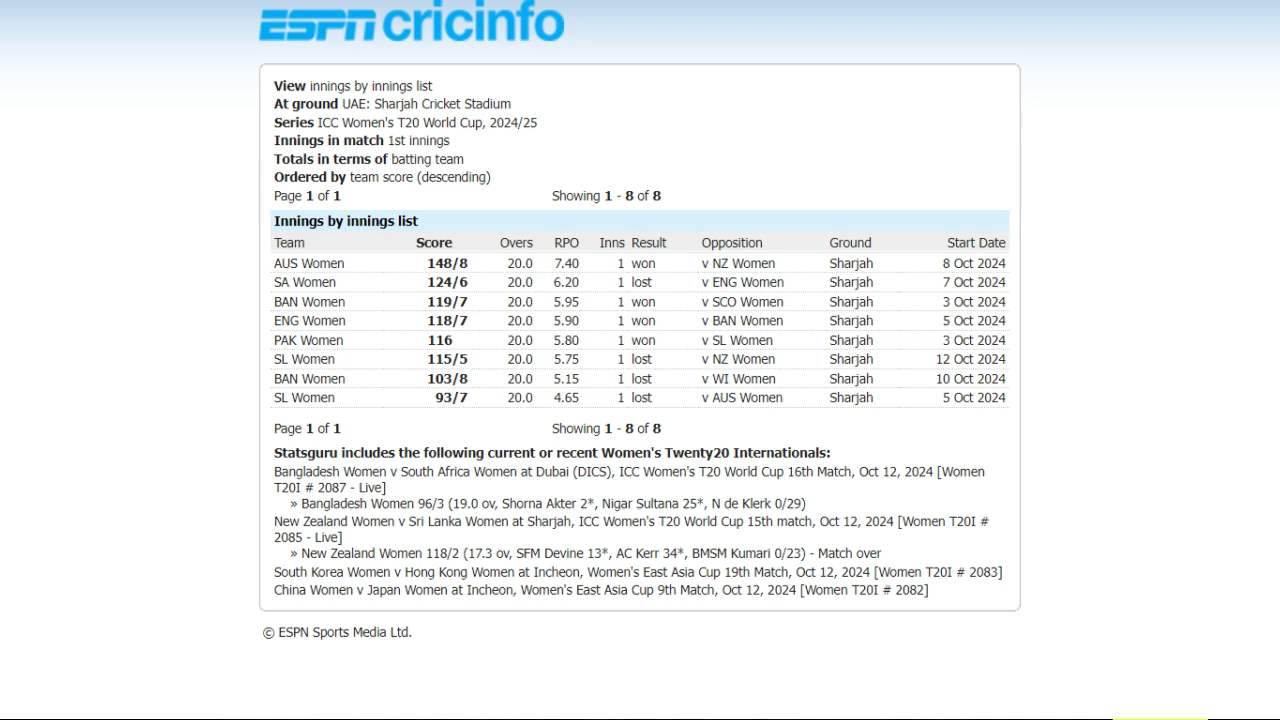 ESPN cricinfo
View innings by innings list
At ground UAE: Sharjah Cricket Stadium
Series ICC Women's T20 World Cup, 2024/25
Innings in match 1st innings
Totals in terms of batting team
Ordered by team score (descending)
Page 1 of 1 Showing 1 - 8 of 8
Innings by innings list
Team Score Overs RPO Inns Result Opposition Ground Start Date
AUS Women 148/8 20.0 7.40 1 won v NZ Women Sharjah 8 Oct 2024
SA Women 124/6 20.0 6.20 1 lost v ENG Women Sharjah 7 Oct 2024
BAN Women 119/7 20.0 5.95 1 won v SCO Women Sharjah 3 Oct 2024
ENG Women 118/7 20.0 5.90 1 won v BAN Women Sharjah 5 Oct 2024
PAK Women 116 20.0 5.80 1 won v SL Women Sharjah 3 Oct 2024
SL Women 115/5 20.0 5.75 1 lost v NZ Women Sharjah 12 Oct 2024
BAN Women 103/8 20.0 5.15 1 lost v WI Women Sharjah 10 Oct 2024
SL Women 93/7 20.0 4.65 1 lost v AUS Women Sharjah 5 Oct 2024
Page 1 of 1 Showing 1 - 8 of 8
Statsguru includes the following current or recent Women's Twenty20 Internationals:
Bangladesh Women v South Africa Women at Dubai (DICS), ICC Women's T20 World Cup 16th Match, Oct 12, 2024 [Women
T20I # 2087 - Live]
» Bangladesh Women 96/3 (19.0 ov, Shorna Akter 2*, Nigar Sultana 25*, N de Klerk 0/29)
New Zealand Women v Sri Lanka Women at Sharjah, ICC Women's T20 World Cup 15th match, Oct 12, 2024 [Women T20I #
2085 - Live]
» New Zealand Women 118/2 (17.3 ov, SFM Devine 13*, AC Kerr 34*, BMSM Kumari 0/23) - Match over
South Korea Women v Hong Kong Women at Incheon, Women's East Asia Cup 19th Match, Oct 12, 2024 [Women T20I # 2083]
China Women v Japan Women at Incheon, Women's East Asia Cup 9th Match, Oct 12, 2024 [Women T20I # 2082]
© ESPN Sports Media Ltd.